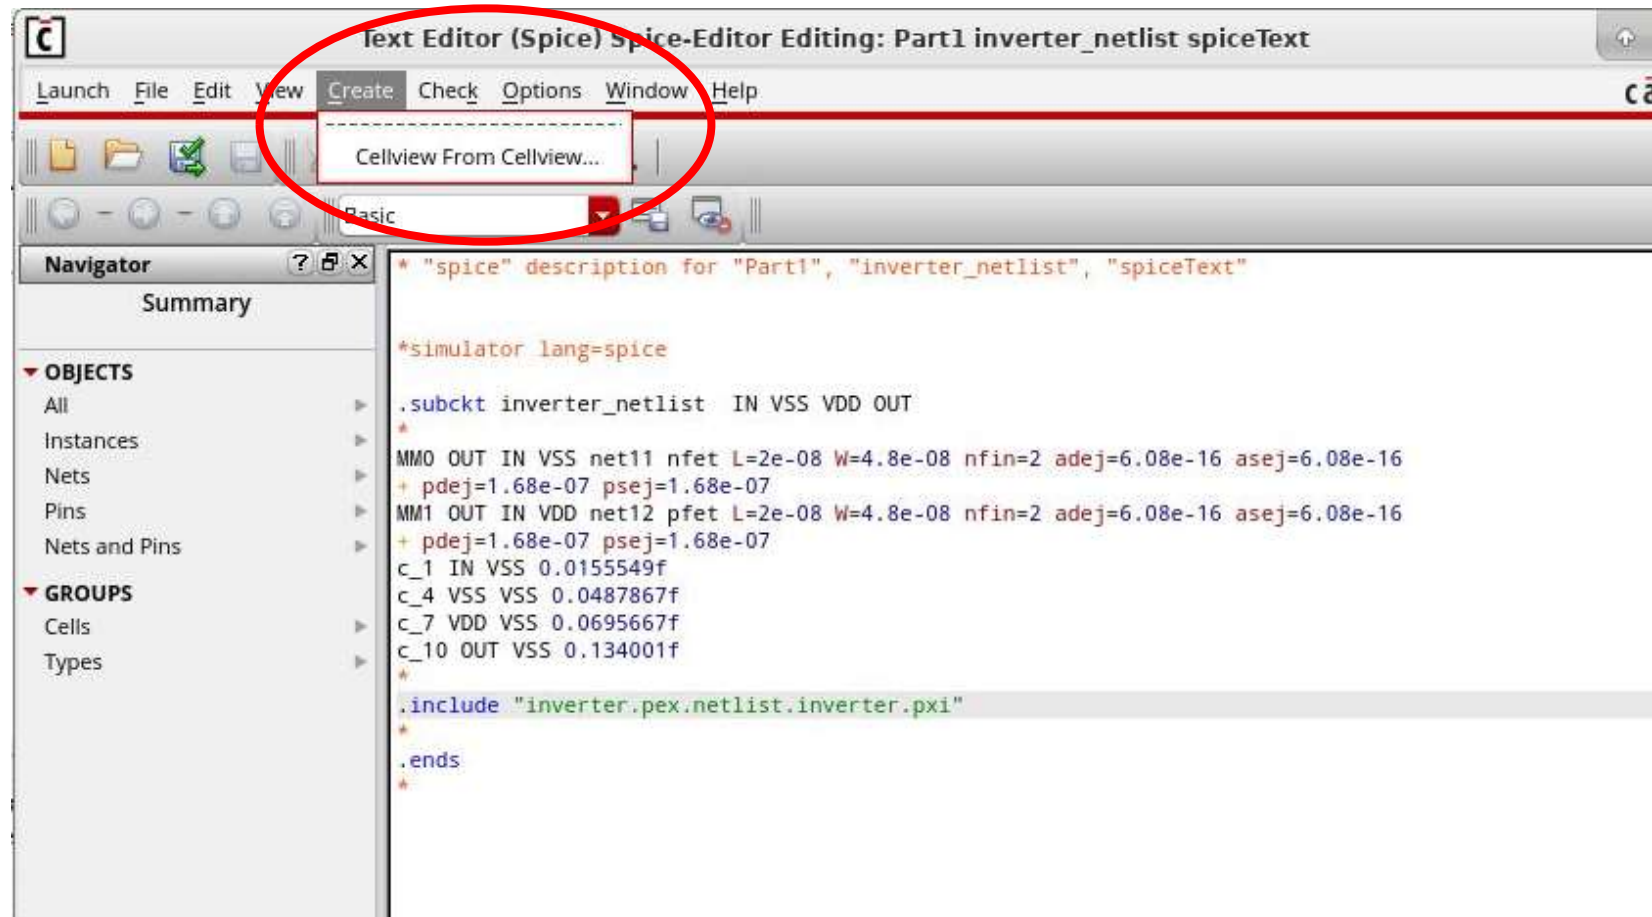 Text Editor (Spice) Spice-Editor Editing: Part1 inverter_netlist spiceText
Launch File Edit View Create Check Options Window Help
Cellview From Cellview...
Basic
Navigator
Summary
OBJECTS
All
Instances
Nets
Pins
Nets and Pins
GROUPS
Cells
Types
* "spice" description for "Part1", "inverter_netlist", "spiceText"
*simulator lang=spice
.subckt inverter_netlist  IN VSS VDD OUT
*
MM0 OUT IN VSS net11 nfet L=2e-08 W=4.8e-08 nfin=2 adej=6.08e-16 asej=6.08e-16
+ pdej=1.68e-07 psej=1.68e-07
MM1 OUT IN VDD net12 pfet L=2e-08 W=4.8e-08 nfin=2 adej=6.08e-16 asej=6.08e-16
+ pdej=1.68e-07 psej=1.68e-07
c_1 IN VSS 0.0155549f
c_4 VSS VSS 0.0487867f
c_7 VDD VSS 0.0695667f
c_10 OUT VSS 0.134001f
*
.include "inverter.pex.netlist.inverter.pxi"
*
.ends
*